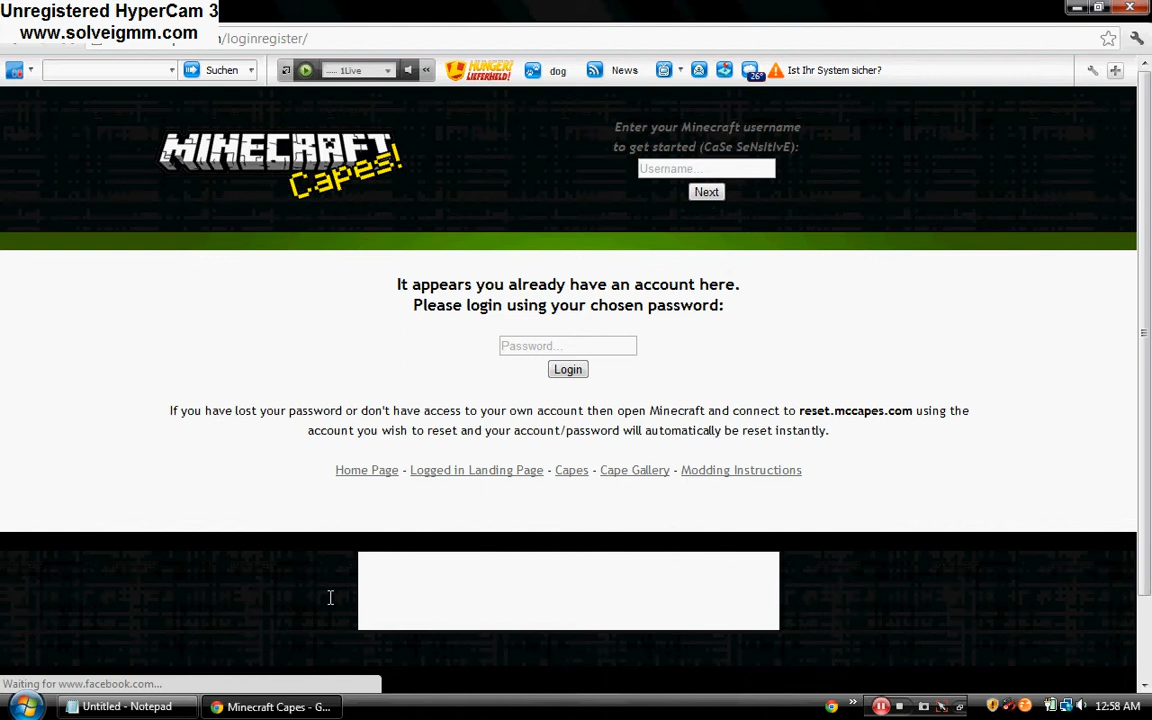 Unregistered HyperCam 3
www.solveigmm.com
/loginregister/
Suchen
..... 1Live
HUNGER!
LIEFERHELD!
dog
News
26°
Ist Ihr System sicher?
MINECRAFT
Capes!
Enter your Minecraft username
to get started (CaSe SeNsItIvE):
Username...
Next
It appears you already have an account here.
Please login using your chosen password:
Password...
Login
If you have lost your password or don't have access to your own account then open Minecraft and connect to reset.mccapes.com using the
account you wish to reset and your account/password will automatically be reset instantly.
Home Page - Logged in Landing Page - Capes - Cape Gallery - Modding Instructions
Waiting for www.facebook.com...
Untitled - Notepad
Minecraft Capes - G...
12:58 AM